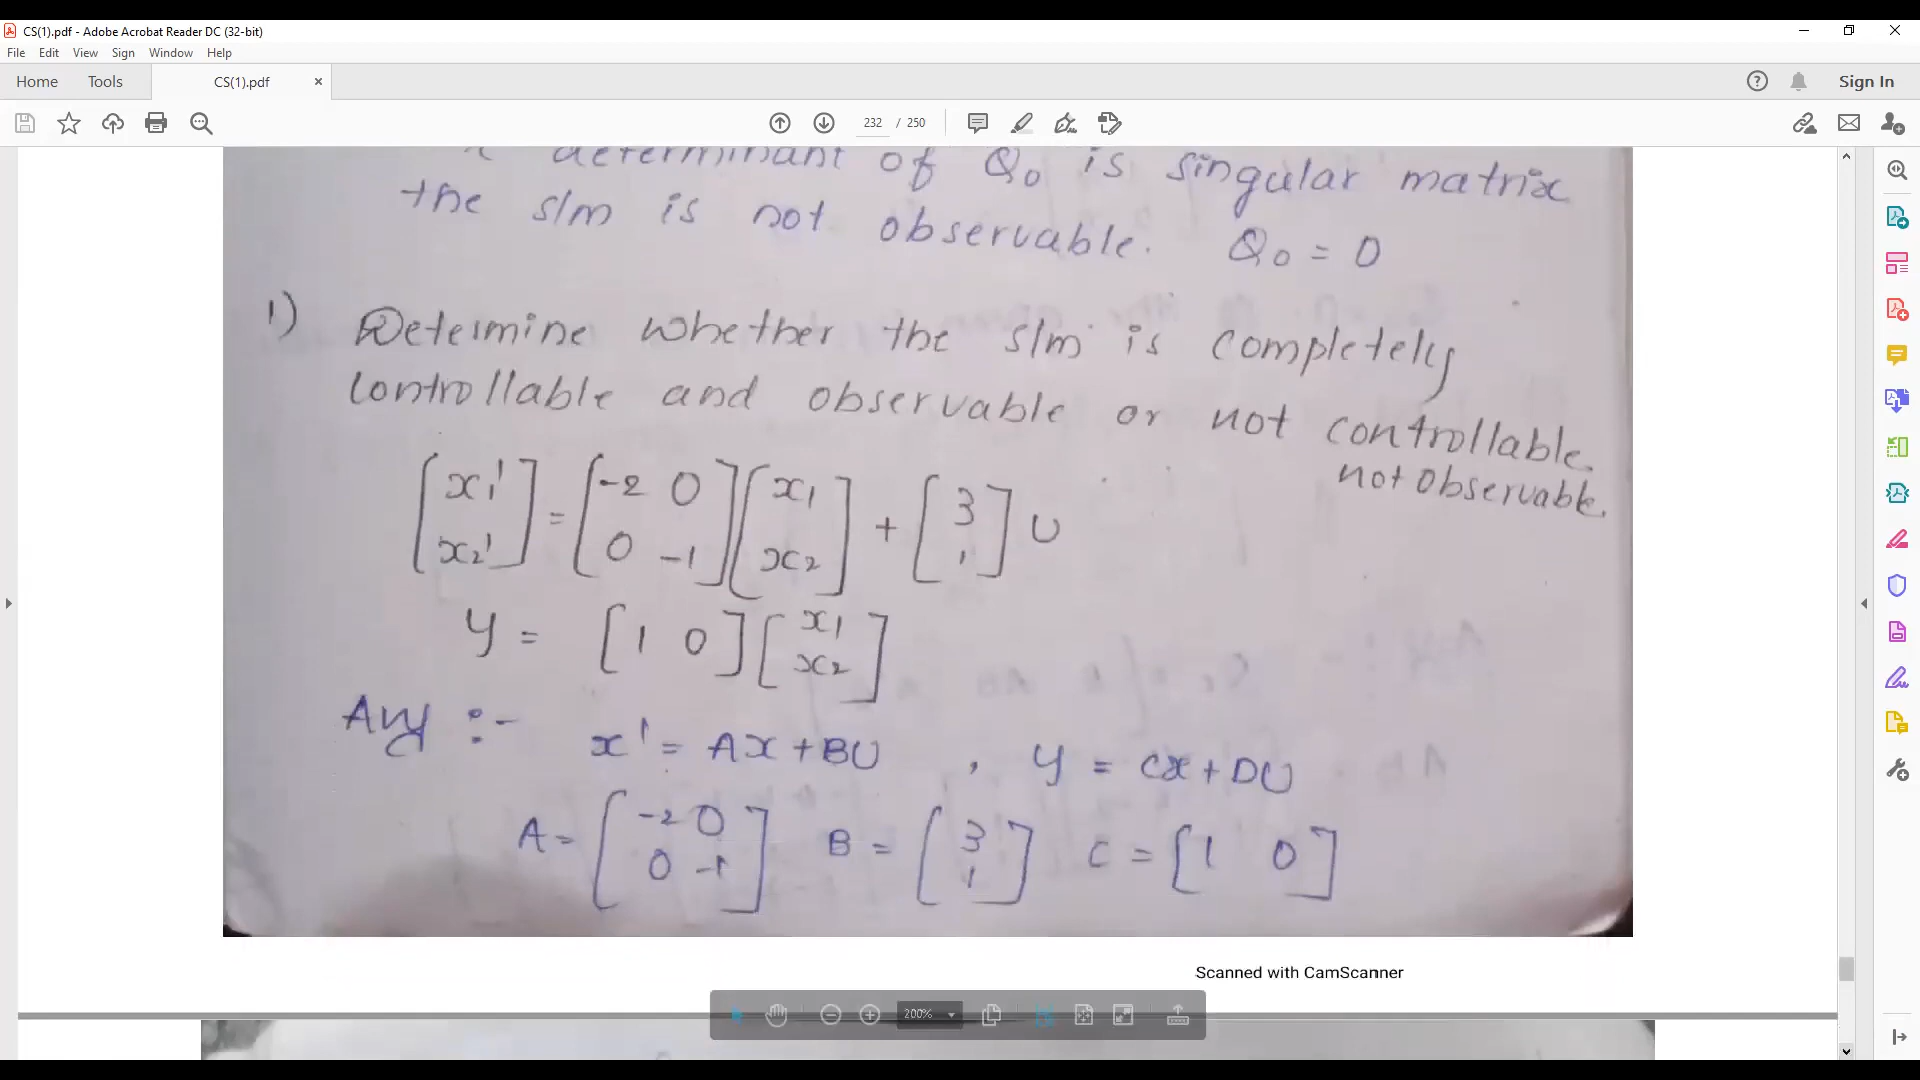 CS(1).pdf - Adobe Acrobat Reader DC (32-bit)
File Edit View Sign Window Help
Home Tools CS(1).pdf × Sign In
232 / 250
determinant of Q₀ is singular matrix
the s/m is not observable. Q₀ = 0
1) Determine whether the s/m is completely
controllable and observable or not controllable.
not observable.
[x₁' x₂'] = [-2 0 0 -1] [x₁ x₂] + [3 1] U
y = [1 0] [x₁ x₂]
Ans :- x' = Ax + BU , y = Cx + DU
A = [-2 0 0 -1] B = [3 1] C = [1 0]
Scanned with CamScanner
200%